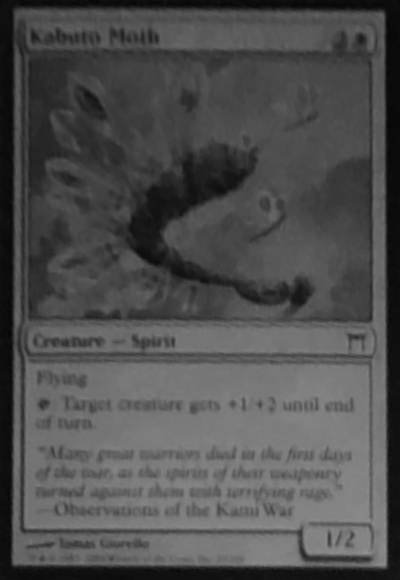 Kabuto Moth
Creature — Spirit
Flying
: Target creature gets +1/+2 until end
of turn.
"Many great warriors died in the first days
of the war, as the spirits of their weaponry
turned against them with terrifying rage."
—Observations of the Kami War
1/2
Tomas Giorello